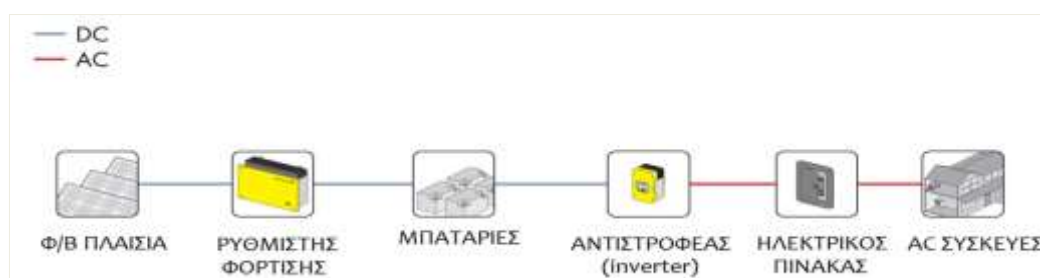 DC
AC
Φ/Β ΠΛΑΙΣΙΑ
ΡΥΘΜΙΣΤΗΣ
ΦΟΡΤΙΣΗΣ
ΜΠΑΤΑΡΙΕΣ
ΑΝΤΙΣΤΡΟΦΕΑΣ
(inverter)
ΗΛΕΚΤΡΙΚΟΣ
ΠΙΝΑΚΑΣ
AC ΣΥΣΚΕΥΕΣ